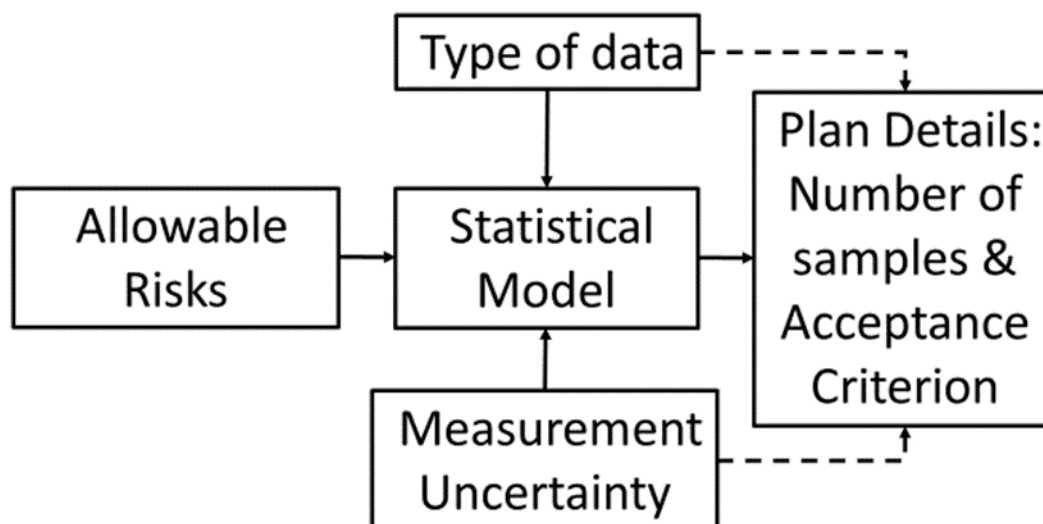 Type of data
Allowable
Risks
Statistical
Model
Measurement
Uncertainty
Plan Details:
Number of
samples &
Acceptance
Criterion